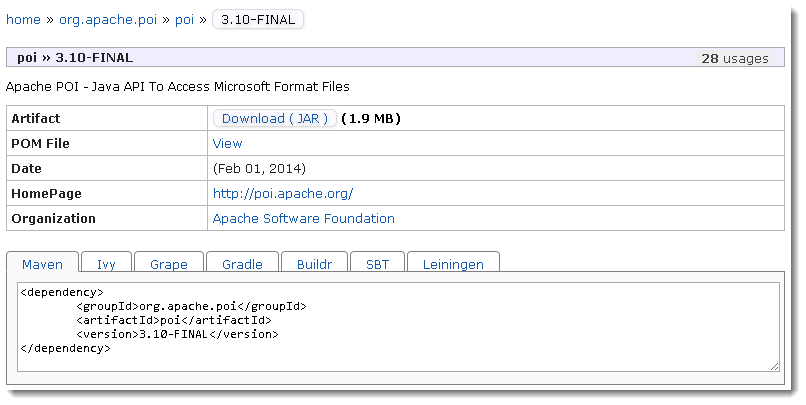 home » org.apache.poi » poi » 3.10-FINAL
poi » 3.10-FINAL 28 usages
Apache POI - Java API To Access Microsoft Format Files
Artifact Download ( JAR ) (1.9 MB)
POM File View
Date (Feb 01, 2014)
HomePage http://poi.apache.org/
Organization Apache Software Foundation
Maven Ivy Grape Gradle Buildr SBT Leiningen
<dependency>
<groupId>org.apache.poi</groupId>
<artifactId>poi</artifactId>
<version>3.10-FINAL</version>
</dependency>